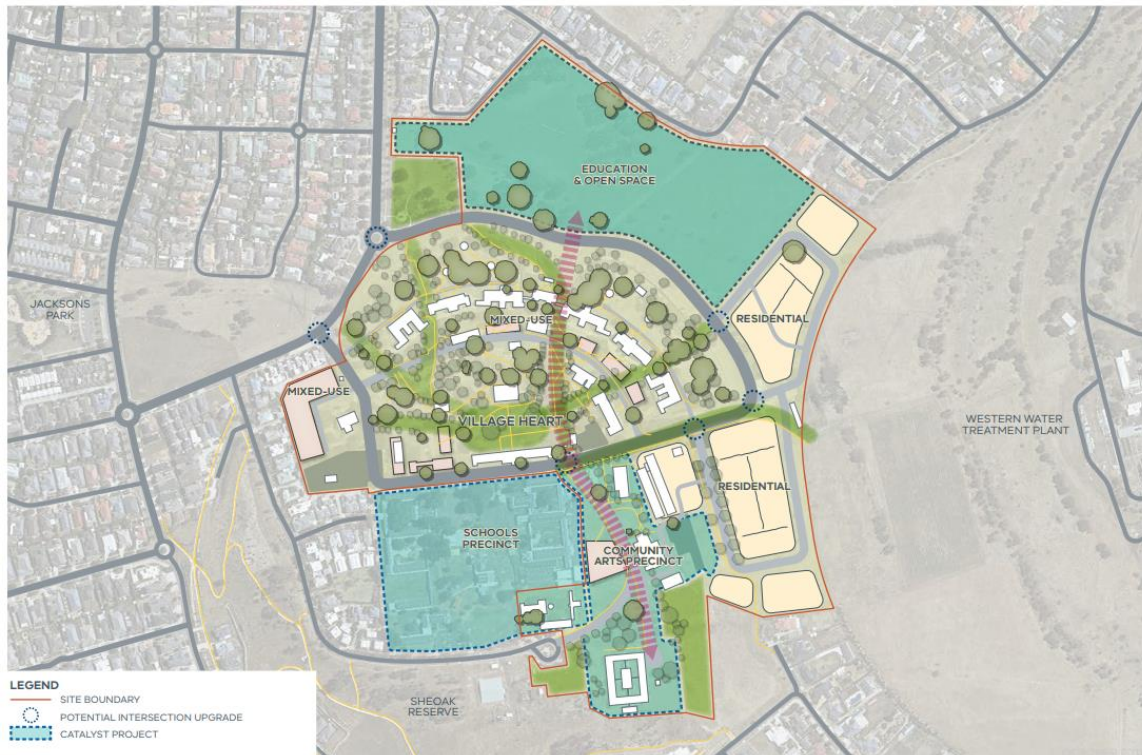 EDUCATION
& OPEN SPACE
JACKSONS
PARK
MIXED-USE
RESIDENTIAL
MIXED-USE
VILLAGE HEART
WESTERN WATER
TREATMENT PLANT
RESIDENTIAL
SCHOOLS
PRECINCT
COMMUNITY
ARTS PRECINCT
SHEOAK
RESERVE
LEGEND
SITE BOUNDARY
POTENTIAL INTERSECTION UPGRADE
CATALYST PROJECT